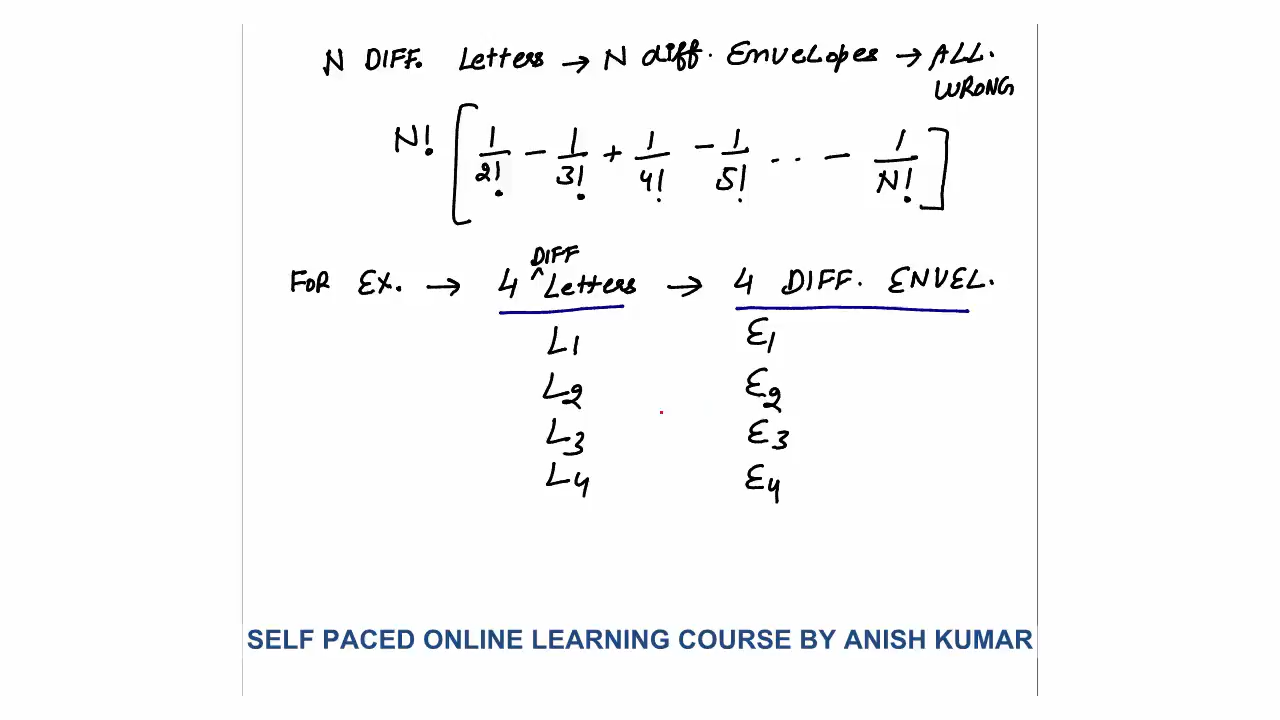 N DIFF. Letters → N diff. Envelopes → ALL.
WRONG
N! [ 1/2! - 1/3! + 1/4! - 1/5! ... - 1/N! ]
DIFF
FOR EX. → 4 ^ Letters → 4 DIFF. ENVEL.
L1 E1
L2 E2
L3 E3
L4 E4
SELF PACED ONLINE LEARNING COURSE BY ANISH KUMAR